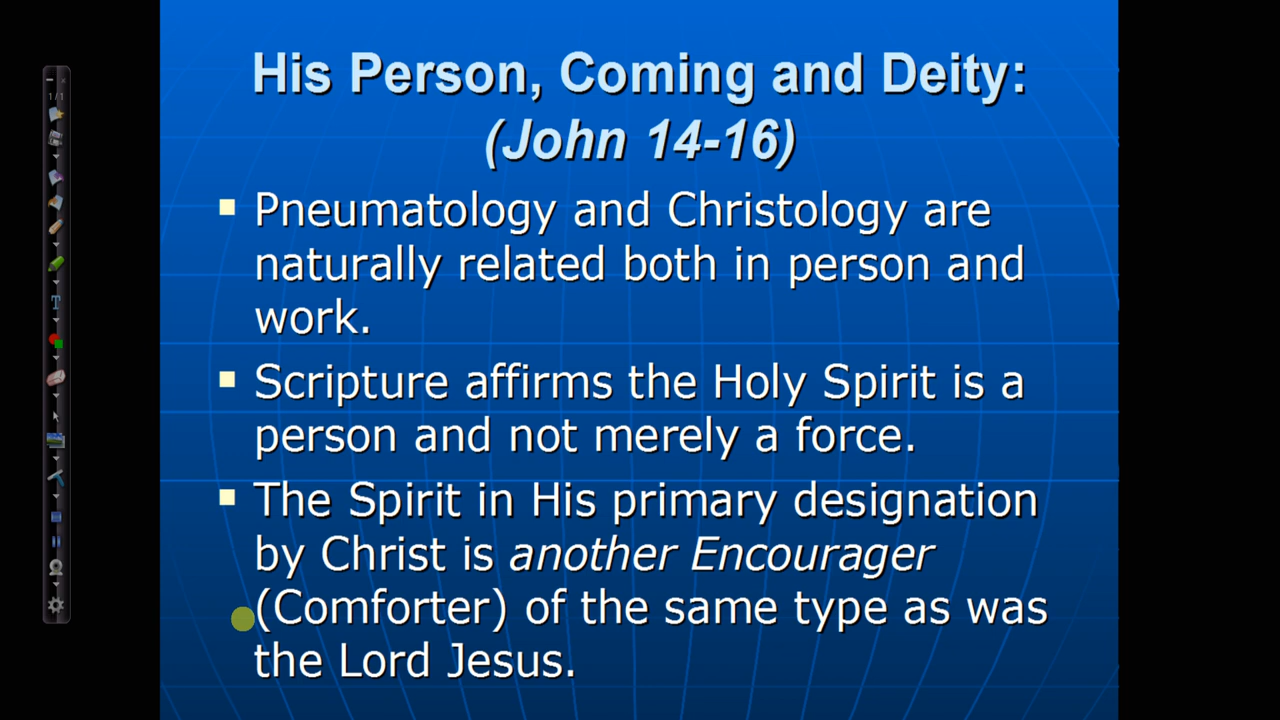 His Person, Coming and Deity:
(John 14-16)
Pneumatology and Christology are
naturally related both in person and
work.
Scripture affirms the Holy Spirit is a
person and not merely a force.
The Spirit in His primary designation
by Christ is another Encourager
(Comforter) of the same type as was
the Lord Jesus.
1/1
T